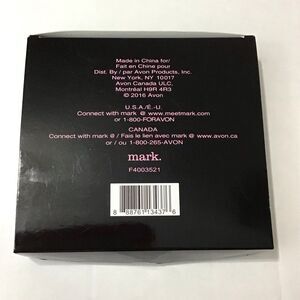 Made in China for/
Fait en Chine pour
Dist. By / par Avon Products, Inc.
New York, NY 10017
Avon Canada ULC.
Montréal H9R 4R3
© 2016 Avon
U.S.A./É.-U.
Connect with mark @ / www.meetmark.com
or 1-800-FORAVON
CANADA
Connect with mark @ / Fais le lien avec mark @ www.avon.ca
or / ou 1-800-265-AVON
mark.
F4003521
8 88761 13437 6